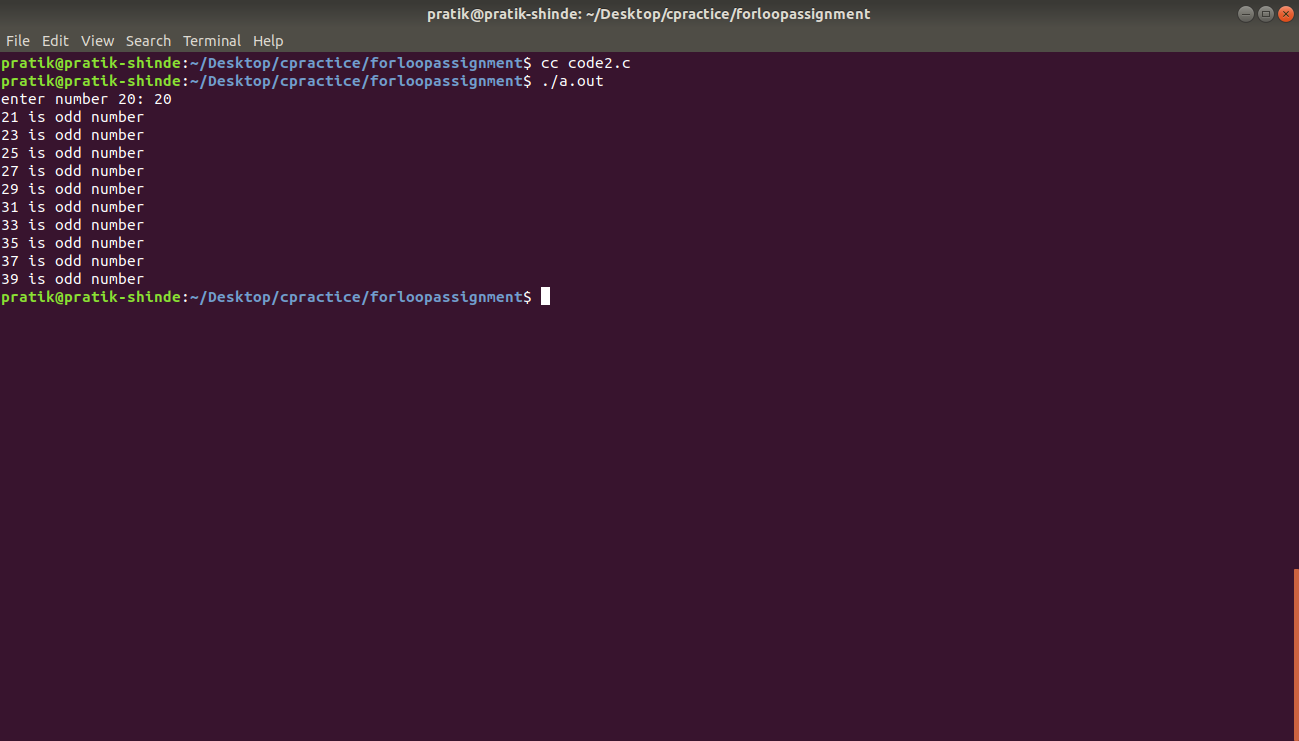 pratik@pratik-shinde: ~/Desktop/cpractice/forloopassignment
File Edit View Search Terminal Help
pratik@pratik-shinde:~/Desktop/cpractice/forloopassignment$ cc code2.c
pratik@pratik-shinde:~/Desktop/cpractice/forloopassignment$ ./a.out
enter number 20: 20
21 is odd number
23 is odd number
25 is odd number
27 is odd number
29 is odd number
31 is odd number
33 is odd number
35 is odd number
37 is odd number
39 is odd number
pratik@pratik-shinde:~/Desktop/cpractice/forloopassignment$